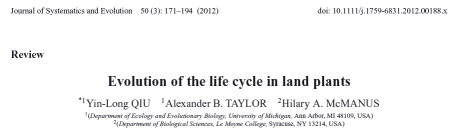 Journal of Systematics and Evolution 50 (3): 171–194 (2012) doi: 10.1111/j.1759-6831.2012.00188.x
Review
Evolution of the life cycle in land plants
*1Yin-Long QIU 1Alexander B. TAYLOR 2Hilary A. McMANUS
1(Department of Ecology and Evolutionary Biology, University of Michigan, Ann Arbor, MI 48109, USA)
2(Department of Biological Sciences, Le Moyne College, Syracuse, NY 13214, USA)